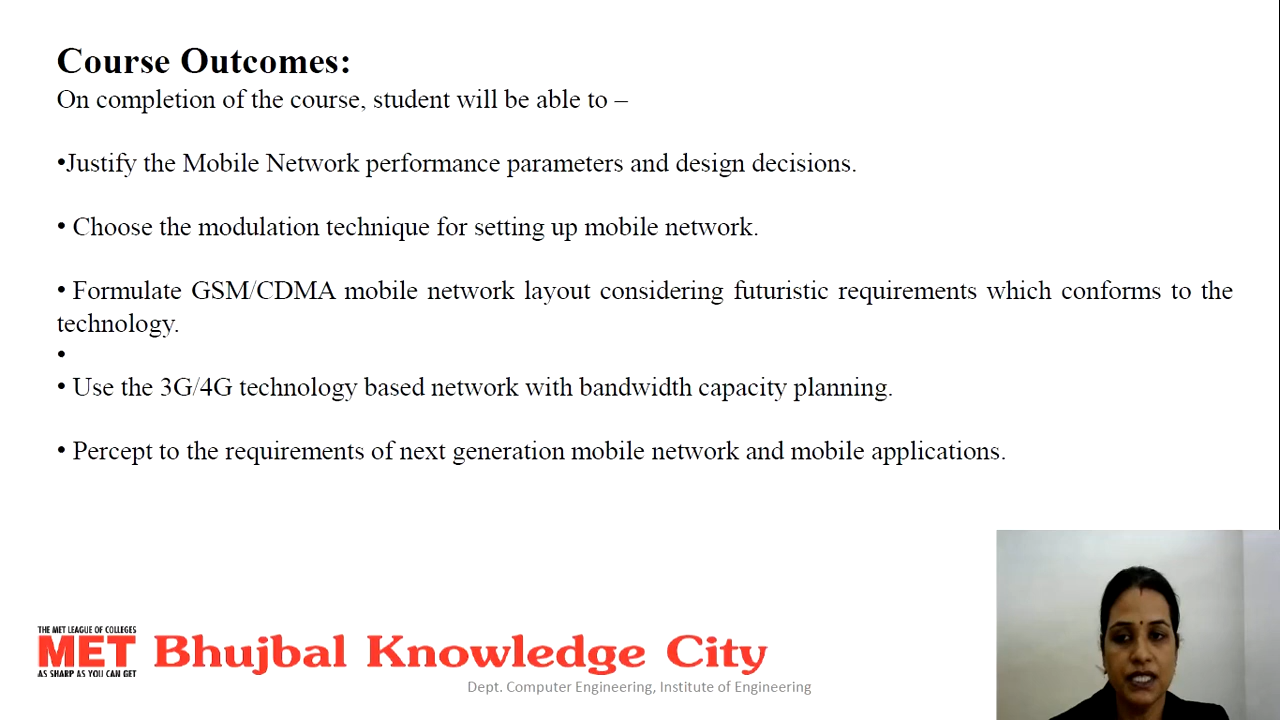 Course Outcomes:
On completion of the course, student will be able to –
•Justify the Mobile Network performance parameters and design decisions.
• Choose the modulation technique for setting up mobile network.
• Formulate GSM/CDMA mobile network layout considering futuristic requirements which conforms to the
technology.
•
• Use the 3G/4G technology based network with bandwidth capacity planning.
• Percept to the requirements of next generation mobile network and mobile applications.
THE MET LEAGUE OF COLLEGES
MET Bhujbal Knowledge City
AS SHARP AS YOU CAN GET
Dept. Computer Engineering, Institute of Engineering